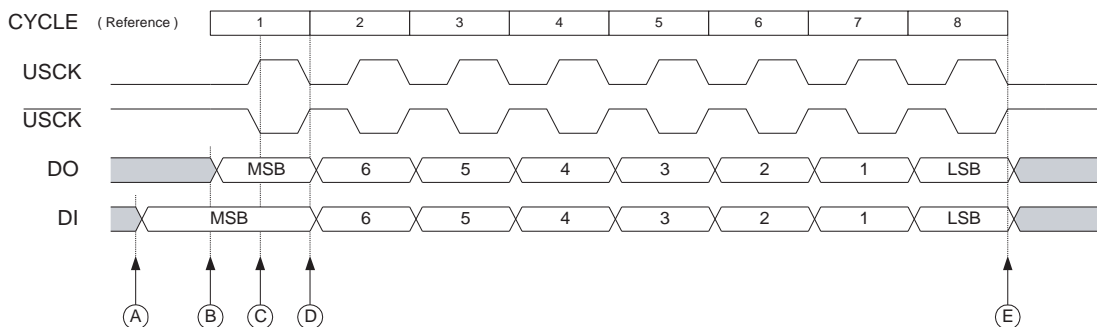 CYCLE ( Reference ) 1 2 3 4 5 6 7 8
USCK
USCK
DO MSB 6 5 4 3 2 1 LSB
DI MSB 6 5 4 3 2 1 LSB
A B C D E